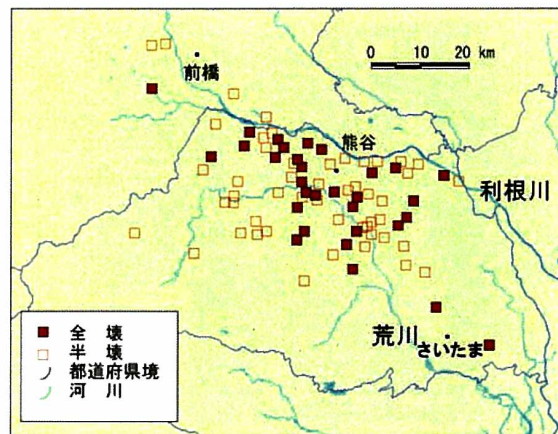 0 10 20 km
前橋
熊谷
利根川
荒川
さいたま
全 壊
半 壊
都道府県境
河 川